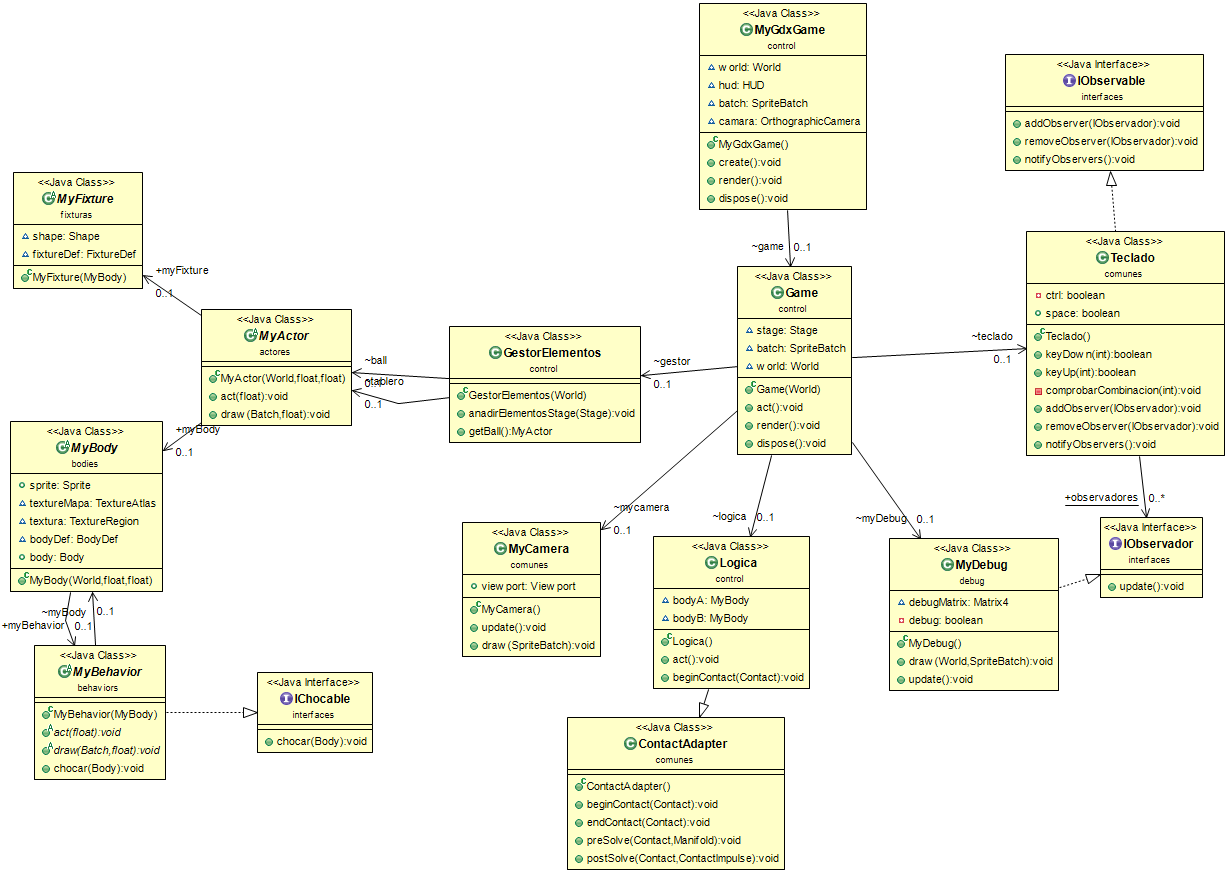 <<Java Class>>
MyGdxGame
control
world: World
hud: HUD
batch: SpriteBatch
camara: OrthographicCamera
MyGdxGame()
create():void
render():void
dispose():void
<<Java Interface>>
IObservable
interfaces
addObserver(IObservador):void
removeObserver(IObservador):void
notifyObservers():void
<<Java Class>>
MyFixture
fixturas
shape: Shape
fixtureDef: FixtureDef
MyFixture(MyBody)
+myFixture
0..1
~game
0..1
<<Java Class>>
Teclado
comunes
ctrl: boolean
space: boolean
Teclado()
keyDown(int):boolean
keyUp(int):boolean
comprobarCombinacion(int):void
addObserver(IObservador):void
removeObserver(IObservador):void
notifyObservers():void
<<Java Class>>
Game
control
stage: Stage
batch: SpriteBatch
world: World
Game(World)
act():void
render():void
dispose():void
~teclado
0..1
<<Java Class>>
MyActor
actores
MyActor(World,float,float)
act(float):void
draw(Batch,float):void
<<Java Class>>
GestorElementos
control
GestorElementos(World)
anadirElementosStage(Stage):void
getBall():MyActor
~ball
0..1
~tablero
0..1
~gestor
0..1
+myBody
0..1
<<Java Class>>
MyBody
bodies
sprite: Sprite
textureMapa: TextureAtlas
textura: TextureRegion
bodyDef: BodyDef
body: Body
MyBody(World,float,float)
~myBody
0..1
+myBehavior
0..1
+mycamera
0..1
~logica
0..1
~myDebug
0..1
+observadores
0..*
<<Java Class>>
MyCamera
comunes
viewport: Viewport
MyCamera()
update():void
draw(SpriteBatch):void
<<Java Class>>
Logica
control
bodyA: MyBody
bodyB: MyBody
Logica()
act():void
beginContact(Contact):void
<<Java Class>>
MyDebug
debug
debugMatrix: Matrix4
debug: boolean
MyDebug()
draw(World,SpriteBatch):void
update():void
<<Java Interface>>
IObservador
interfaces
update():void
<<Java Class>>
MyBehavior
behaviors
MyBehavior(MyBody)
act(float):void
draw(Batch,float):void
chocar(Body):void
<<Java Interface>>
IChocable
interfaces
chocar(Body):void
<<Java Class>>
ContactAdapter
comunes
ContactAdapter()
beginContact(Contact):void
endContact(Contact):void
preSolve(Contact,Manifold):void
postSolve(Contact,ContactImpulse):void